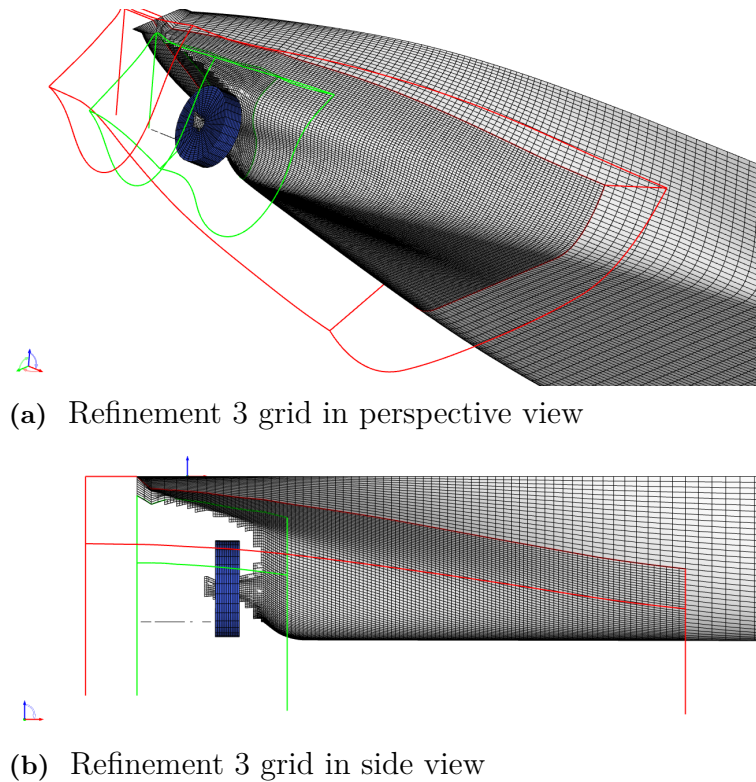 (a) Refinement 3 grid in perspective view
(b) Refinement 3 grid in side view